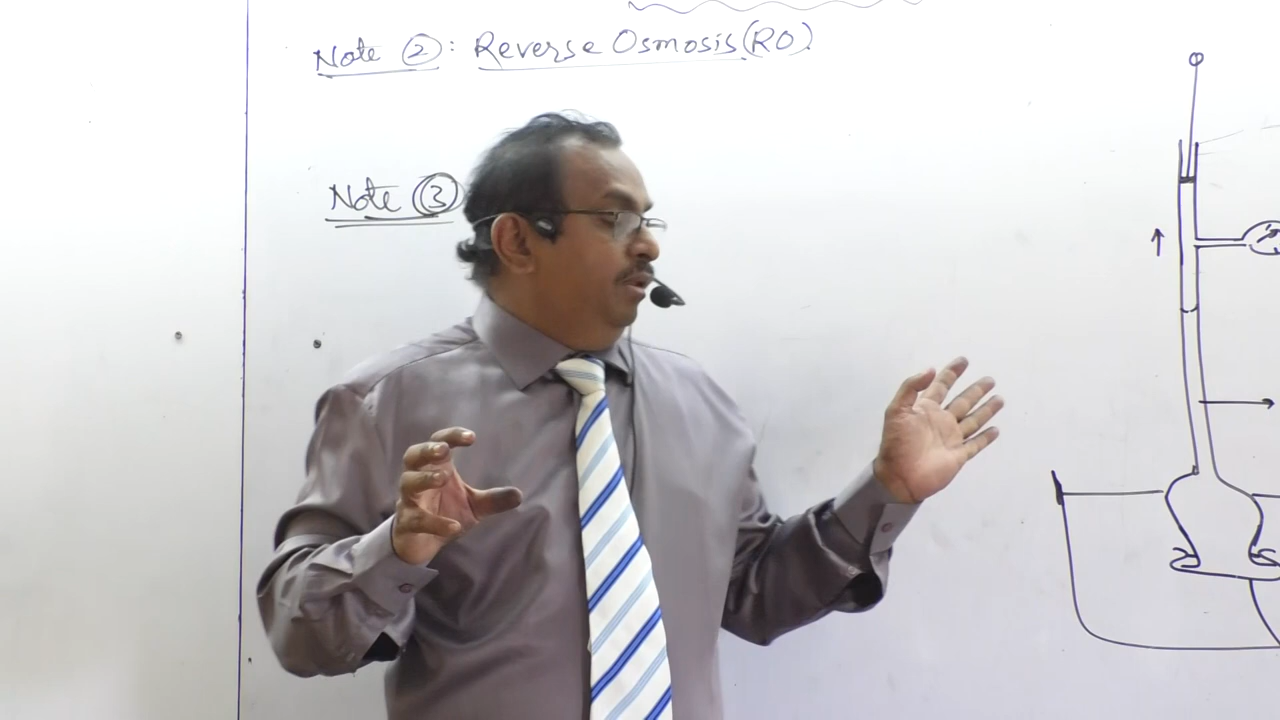 Note ②: Reverse Osmosis (RO).
Note ③